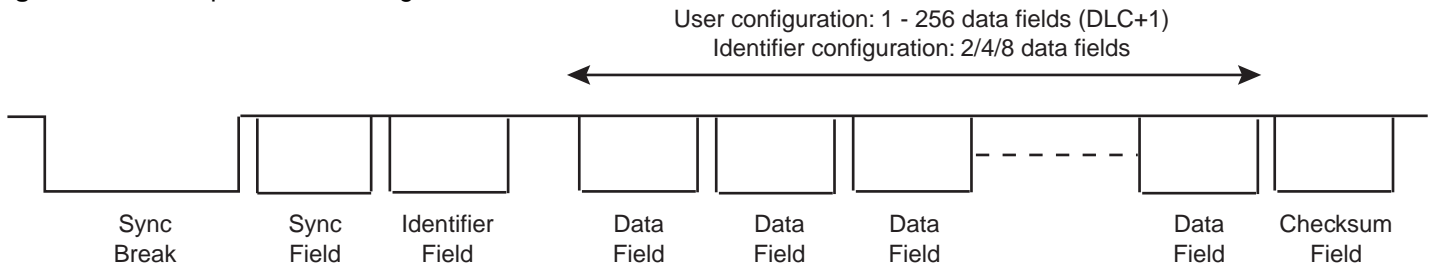 User configuration: 1 - 256 data fields (DLC+1)
Identifier configuration: 2/4/8 data fields
Sync Break
Sync Field
Identifier Field
Data Field
Data Field
Data Field
Data Field
Checksum Field